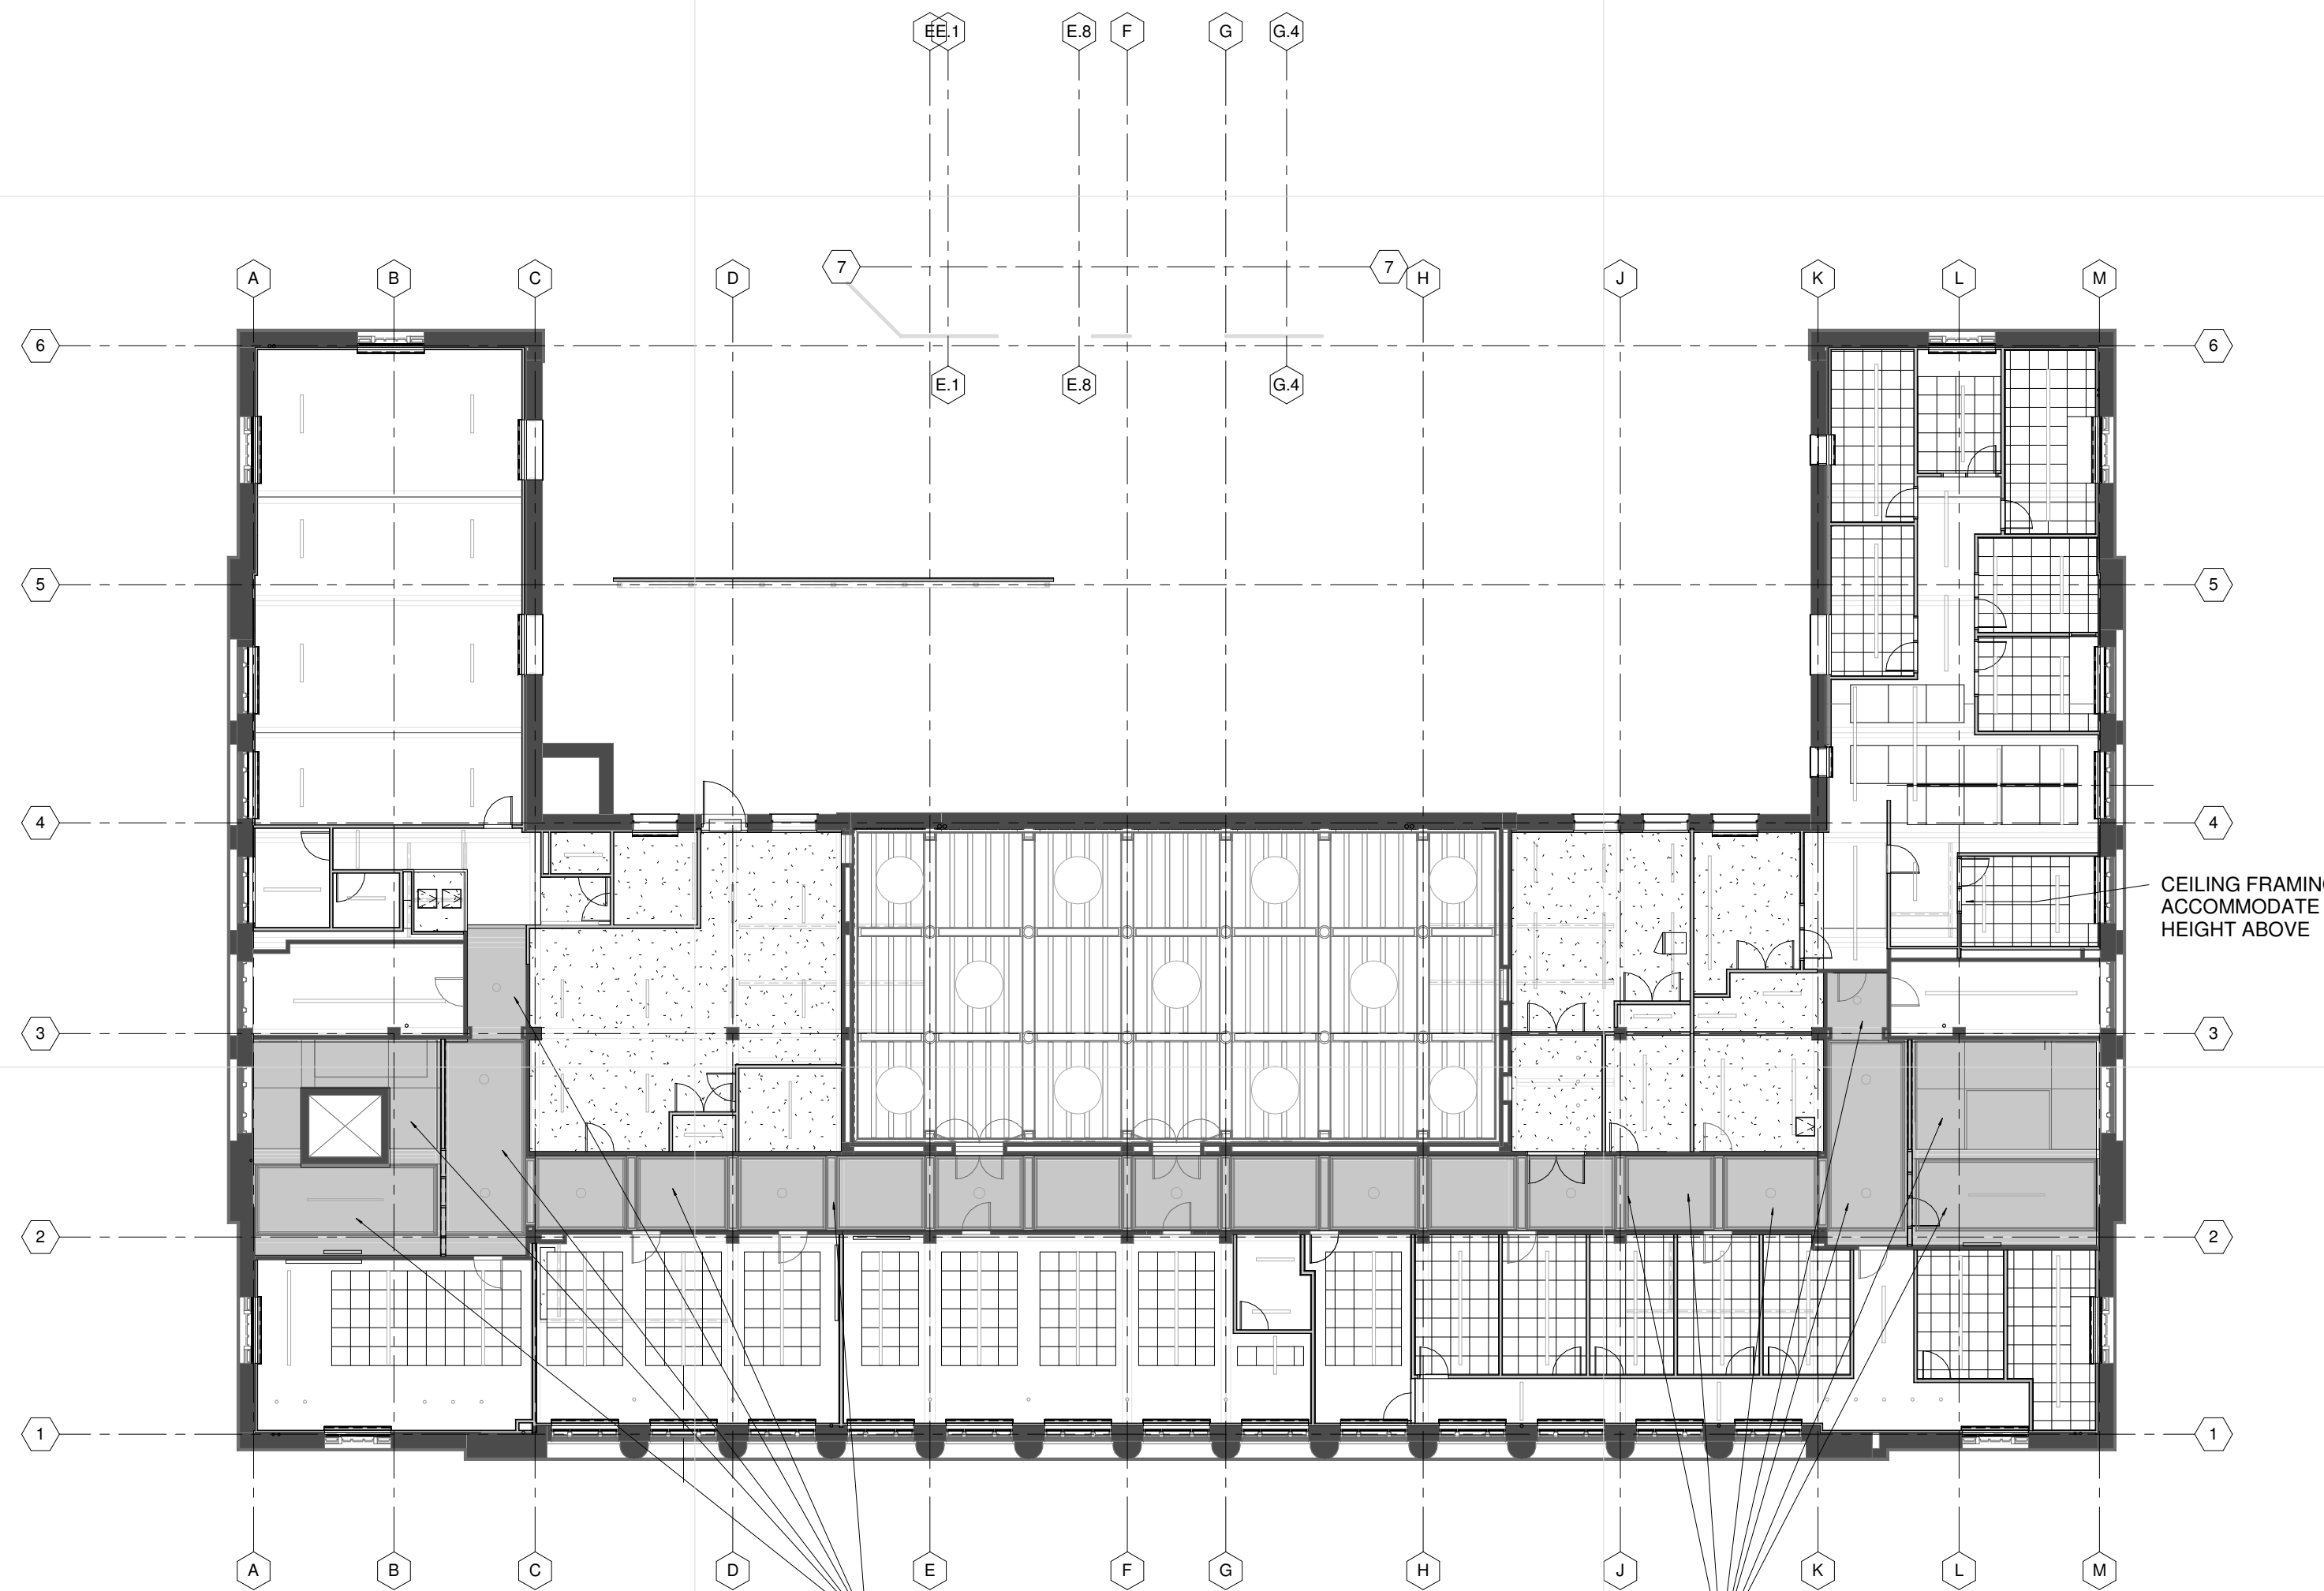 E E.1 E.8 F G G.4
7 7
A B C D H J K L M
6 6
E.1 E.8 G.4
5 5
4 4
CEILING FRAMING
ACCOMMODATE
HEIGHT ABOVE
3 3
2 2
1 1
A B C D E F G H J K L M